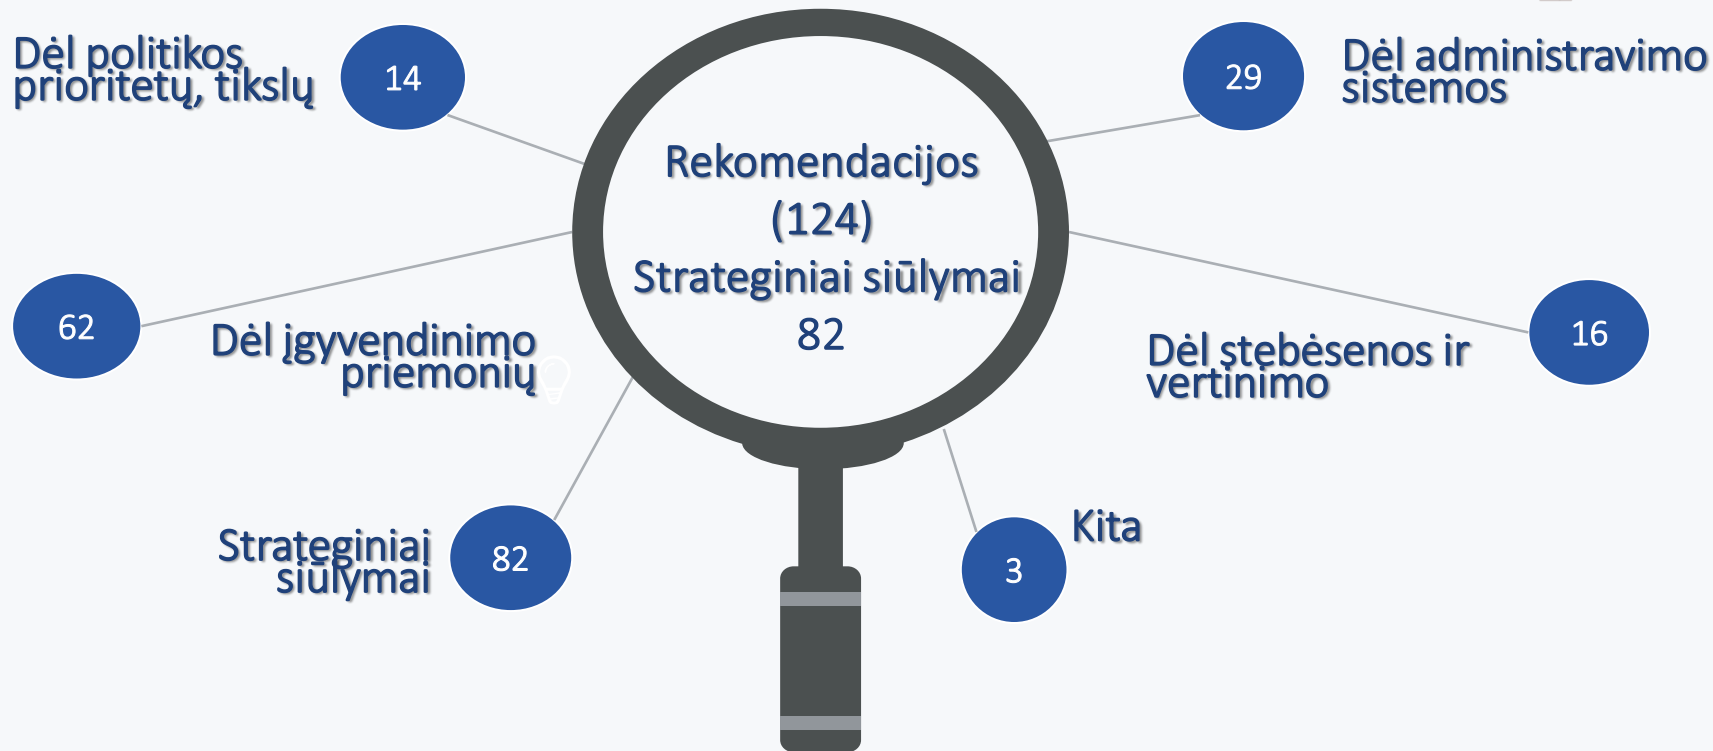 Dėl politikos
prioritetų, tikslų
14
29
Dėl administravimo
sistemos
Rekomendacijos
(124)
Strateginiai siūlymai
82
62
Dėl įgyvendinimo
priemonių
Dėl stebėsenos ir
vertinimo
16
Strateginiai
siūlymai
82
3
Kita